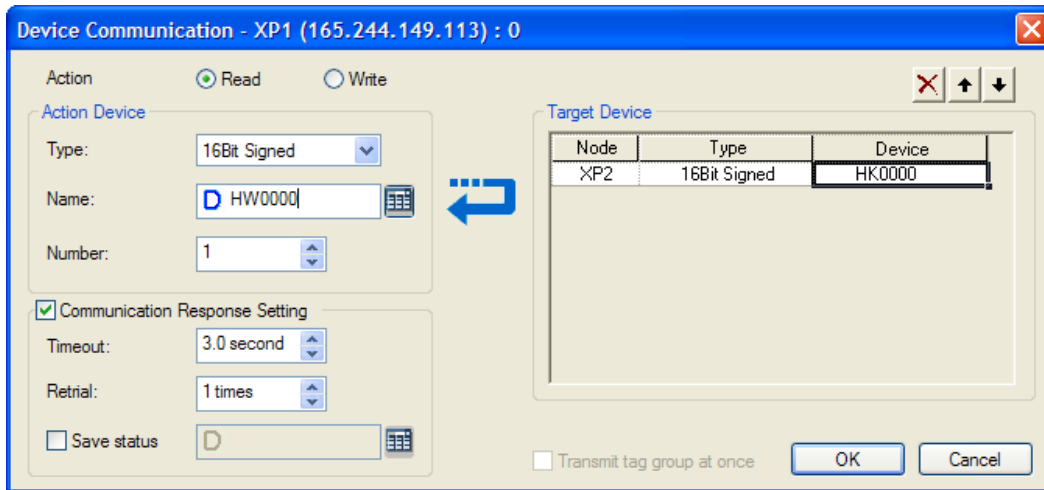 Device Communication - XP1 (165.244.149.113) : 0
Action Read Write
Action Device
Type: 16Bit Signed
Name: D HW0000
Number: 1
Communication Response Setting
Timeout: 3.0 second
Retrial: 1 times
Save status D
Target Device
Node Type Device
XP2 16Bit Signed HK0000
Transmit tag group at once OK Cancel